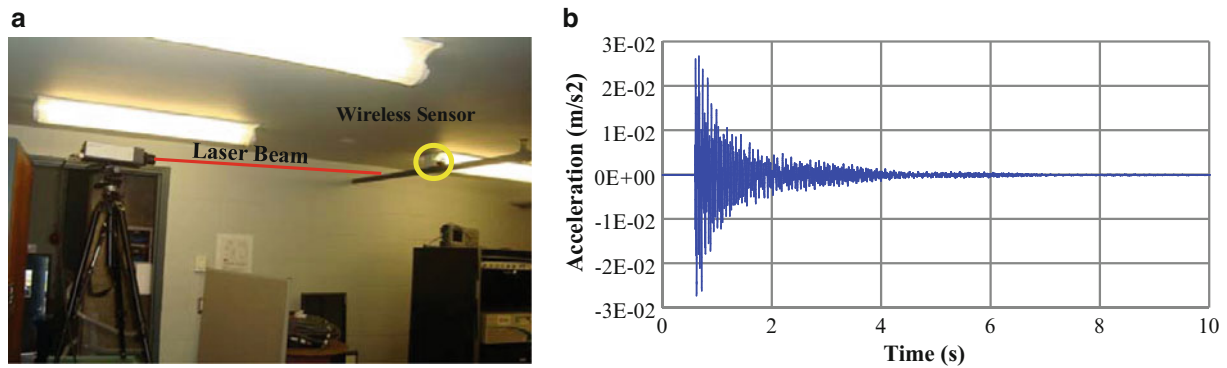 a
Wireless Sensor
Laser Beam
b
Acceleration (m/s2)
3E-02
2E-02
1E-02
0E+00
-1E-02
-2E-02
-3E-02
0 2 4 6 8 10
Time (s)